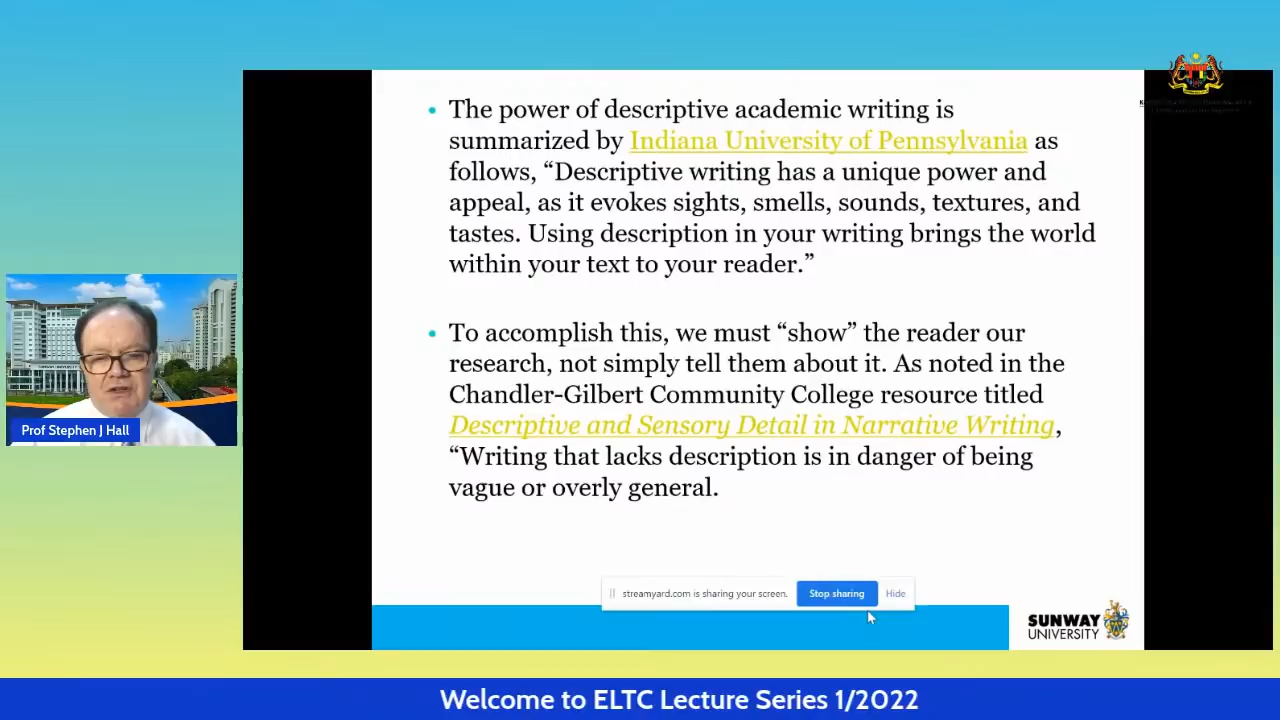 • The power of descriptive academic writing is
summarized by Indiana University of Pennsylvania as
follows, “Descriptive writing has a unique power and
appeal, as it evokes sights, smells, sounds, textures, and
tastes. Using description in your writing brings the world
within your text to your reader.”
• To accomplish this, we must “show” the reader our
research, not simply tell them about it. As noted in the
Chandler-Gilbert Community College resource titled
Descriptive and Sensory Detail in Narrative Writing,
“Writing that lacks description is in danger of being
vague or overly general.
Prof Stephen J Hall
streamyard.com is sharing your screen.
Stop sharing
Hide
SUNWAY
UNIVERSITY
Welcome to ELTC Lecture Series 1/2022